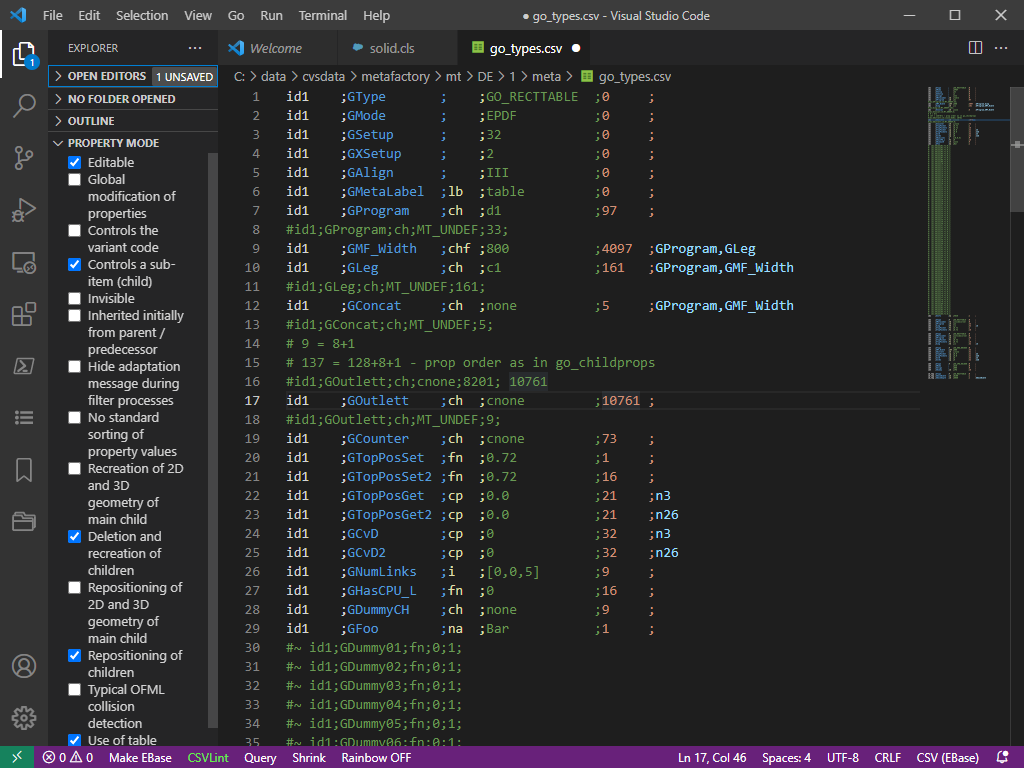 File Edit Selection View Go Run Terminal Help ● go_types.csv - Visual Studio Code
EXPLORER ···
OPEN EDITORS 1 UNSAVED
NO FOLDER OPENED
OUTLINE
PROPERTY MODE
Editable
Global
modification of
properties
Controls the
variant code
Controls a sub-
item (child)
Invisible
Inherited initially
from parent /
predecessor
Hide adaptation
message during
filter processes
No standard
sorting of
property values
Recreation of 2D
and 3D
geometry of
main child
Deletion and
recreation of
children
Repositioning of
2D and 3D
geometry of
main child
Repositioning of
children
Typical OFML
collision
detection
Use of table
1
Welcome solid.cls go_types.csv ●
C: > data > cvsdata > metafactory > mt > DE > 1 > meta > go_types.csv
1 id1 ;GType ; ;GO_RECTTABLE ;0 ;
2 id1 ;GMode ; ;EPDF ;0 ;
3 id1 ;GSetup ; ;32 ;0 ;
4 id1 ;GXSetup ; ;2 ;0 ;
5 id1 ;GAlign ; ;III ;0 ;
6 id1 ;GMetaLabel ;lb ;table ;0 ;
7 id1 ;GProgram ;ch ;d1 ;97 ;
8 #id1;GProgram;ch;MT_UNDEF;33;
9 id1 ;GMF_Width ;chf ;800 ;4097 ;GProgram,GLeg
10 id1 ;GLeg ;ch ;c1 ;161 ;GProgram,GMF_Width
11 #id1;GLeg;ch;MT_UNDEF;161;
12 id1 ;GConcat ;ch ;none ;5 ;GProgram,GMF_Width
13 #id1;GConcat;ch;MT_UNDEF;5;
14 # 9 = 8+1
15 # 137 = 128+8+1 - prop order as in go_childprops
16 #id1;GOutlett;ch;cnone;8201; 10761
17 id1 ;GOutlett ;ch ;cnone ;10761 ;
18 #id1;GOutlett;ch;MT_UNDEF;9;
19 id1 ;GCounter ;ch ;cnone ;73 ;
20 id1 ;GTopPosSet ;fn ;0.72 ;1 ;
21 id1 ;GTopPosSet2 ;fn ;0.72 ;16 ;
22 id1 ;GTopPosGet ;cp ;0.0 ;21 ;n3
23 id1 ;GTopPosGet2 ;cp ;0.0 ;21 ;n26
24 id1 ;GCvD ;cp ;0 ;32 ;n3
25 id1 ;GCvD2 ;cp ;0 ;32 ;n26
26 id1 ;GNumLinks ;i ;[0,0,5] ;9 ;
27 id1 ;GHasCPU_L ;fn ;0 ;16 ;
28 id1 ;GDummyCH ;ch ;none ;9 ;
29 id1 ;GFoo ;na ;Bar ;1 ;
30 #~ id1;GDummy01;fn;0;1;
31 #~ id1;GDummy02;fn;0;1;
32 #~ id1;GDummy03;fn;0;1;
33 #~ id1;GDummy04;fn;0;1;
34 #~ id1;GDummy05;fn;0;1;
35 #~ id1;GDummy06;fn;0;1;
0 0 Make EBase CSVLint Query Shrink Rainbow OFF Ln 17, Col 46 Spaces: 4 UTF-8 CRLF CSV (EBase)